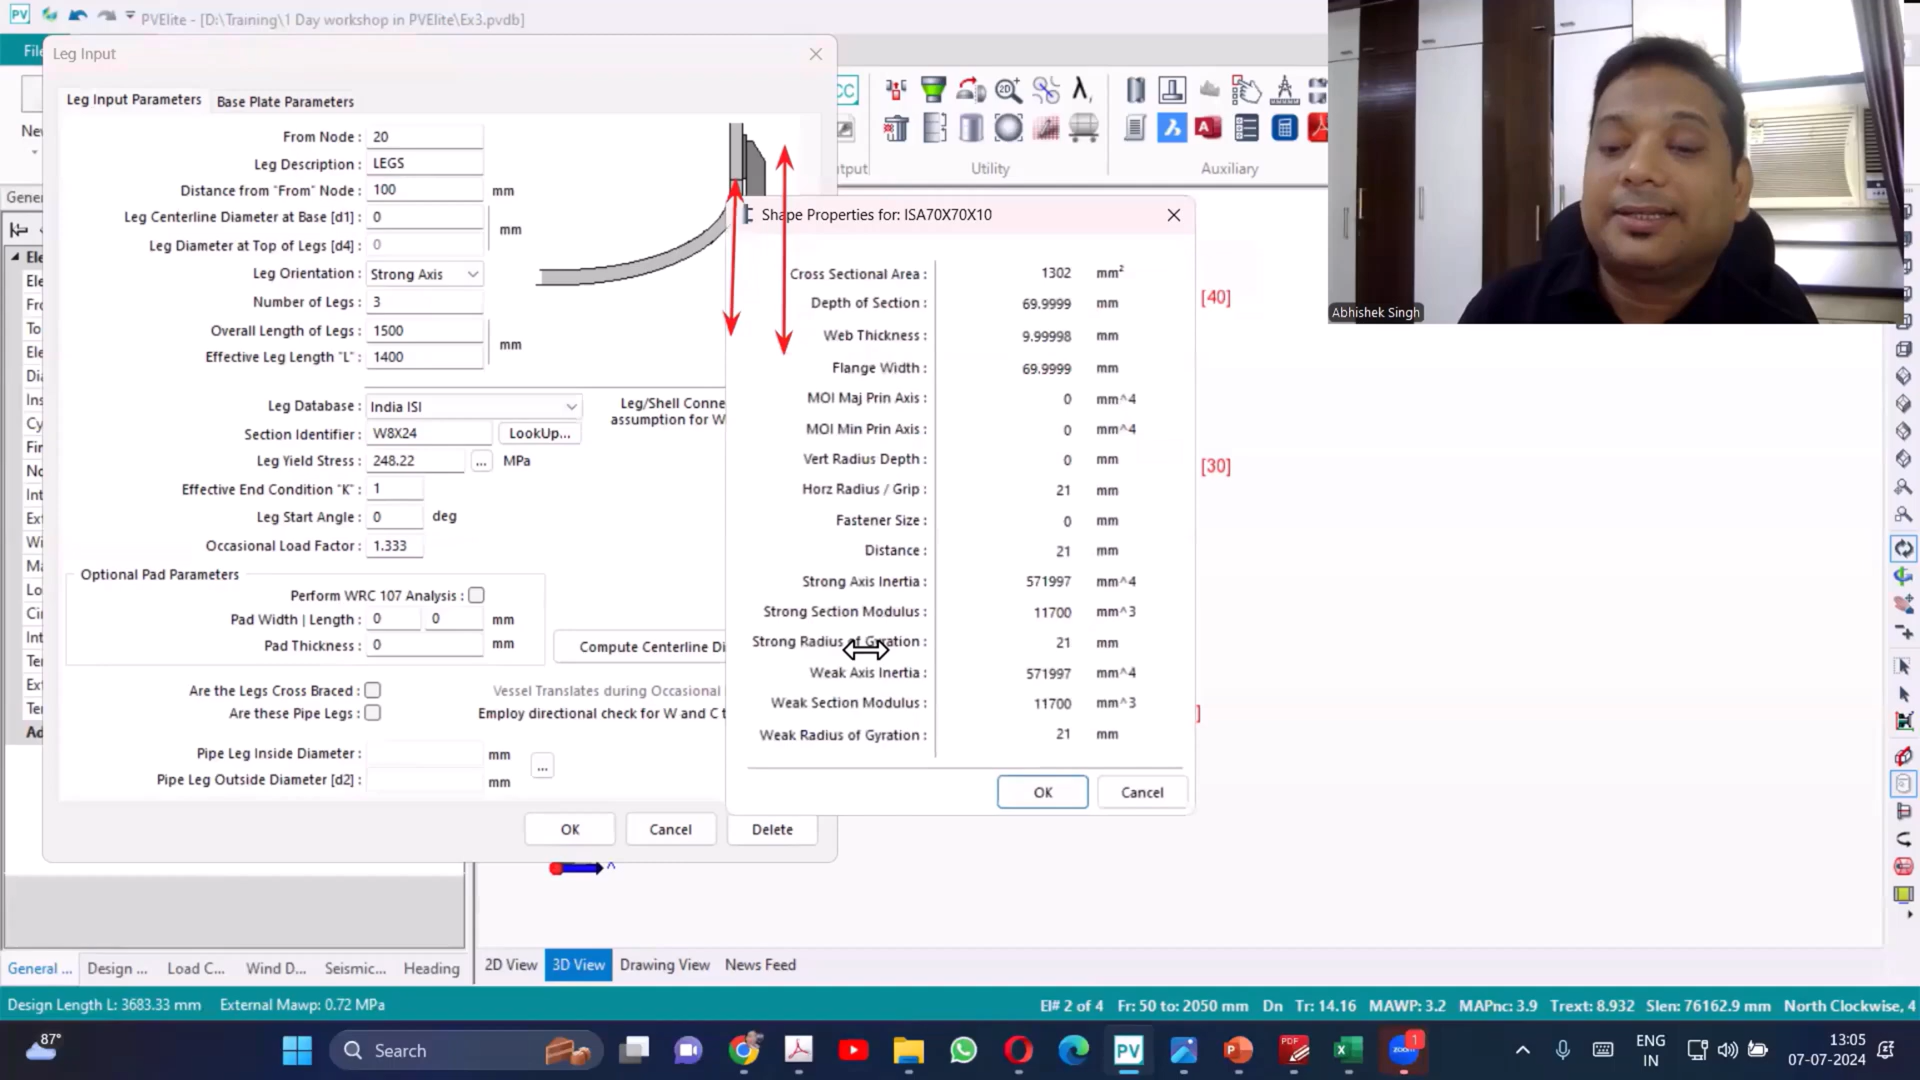 PVElite - [D:\Training\1 Day workshop in PVElite\Ex3.pvdb]
Leg Input
Leg Input Parameters
Base Plate Parameters
From Node : 20
Leg Description : LEGS
Distance from "From" Node : 100 mm
Leg Centerline Diameter at Base [d1] : 0
mm
Leg Diameter at Top of Legs [d4] : 0
Leg Orientation : Strong Axis
Number of Legs : 3
Overall Length of Legs : 1500
mm
Effective Leg Length "L" : 1400
Leg Database : India ISI
Leg/Shell Conne
assumption for W
Section Identifier : W8X24 LookUp...
Leg Yield Stress : 248.22 ... MPa
Effective End Condition "K" : 1
Leg Start Angle : 0 deg
Occasional Load Factor : 1.333
Optional Pad Parameters
Perform WRC 107 Analysis :
Pad Width | Length : 0 0 mm
Pad Thickness : 0 mm
Compute Centerline Di
Are the Legs Cross Braced :
Vessel Translates during Occasional
Are these Pipe Legs :
Employ directional check for W and C t
Pipe Leg Inside Diameter : mm
...
Pipe Leg Outside Diameter [d2] : mm
OK Cancel Delete
Shape Properties for: ISA70X70X10
Cross Sectional Area : 1302 mm²
Depth of Section : 69.9999 mm
Web Thickness : 9.99998 mm
Flange Width : 69.9999 mm
MOI Maj Prin Axis : 0 mm^4
MOI Min Prin Axis : 0 mm^4
Vert Radius Depth : 0 mm
Horz Radius / Grip : 21 mm
Fastener Size : 0 mm
Distance : 21 mm
Strong Axis Inertia : 571997 mm^4
Strong Section Modulus : 11700 mm^3
Strong Radius of Gyration : 21 mm
Weak Axis Inertia : 571997 mm^4
Weak Section Modulus : 11700 mm^3
Weak Radius of Gyration : 21 mm
OK Cancel
Utility
Auxiliary
Abhishek Singh
[40]
[30]
General ... Design ... Load C... Wind D... Seismic... Heading
2D View 3D View Drawing View News Feed
Design Length L: 3683.33 mm External Mawp: 0.72 MPa
El# 2 of 4 Fr: 50 to: 2050 mm Dn Tr: 14.16 MAWP: 3.2 MAPnc: 3.9 Trext: 8.932 Slen: 76162.9 mm North Clockwise, 4
87°
Search
PV
ENG
IN
13:05
07-07-2024